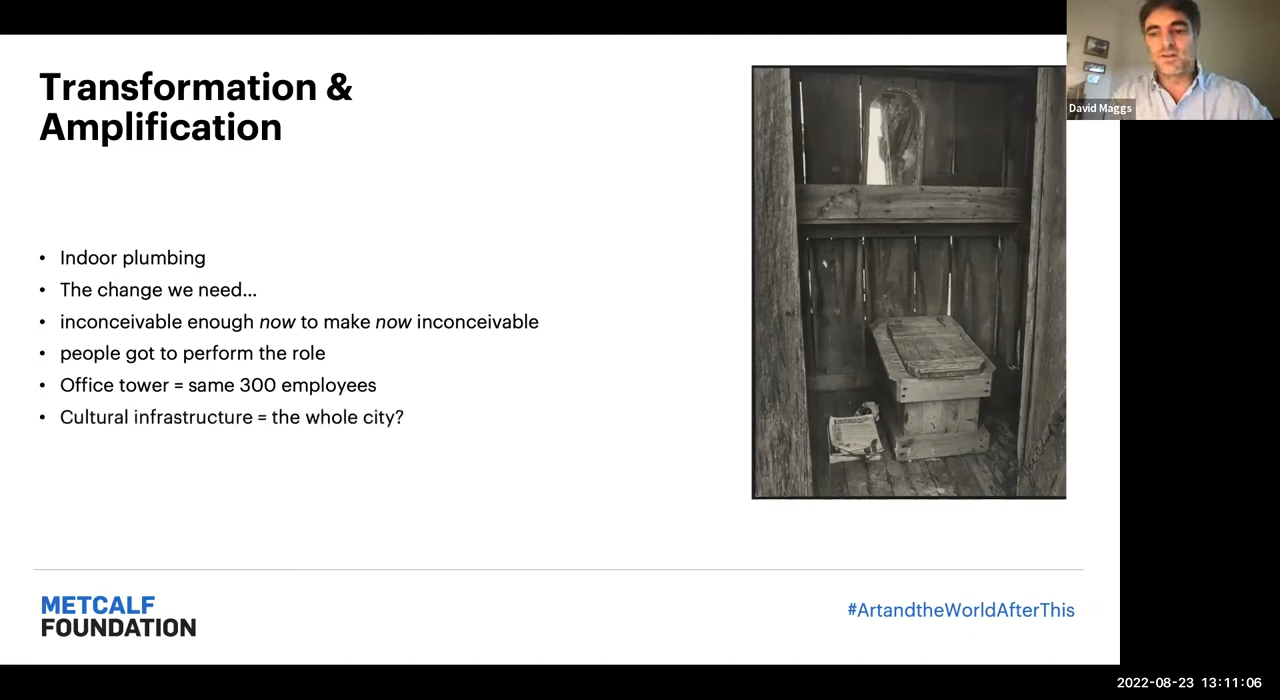 Transformation &
Amplification
David Maggs
• Indoor plumbing
• The change we need...
• inconceivable enough now to make now inconceivable
• people got to perform the role
• Office tower = same 300 employees
• Cultural infrastructure = the whole city?
METCALF
FOUNDATION
#ArtandtheWorldAfterThis
2022-08-23 13:11:06